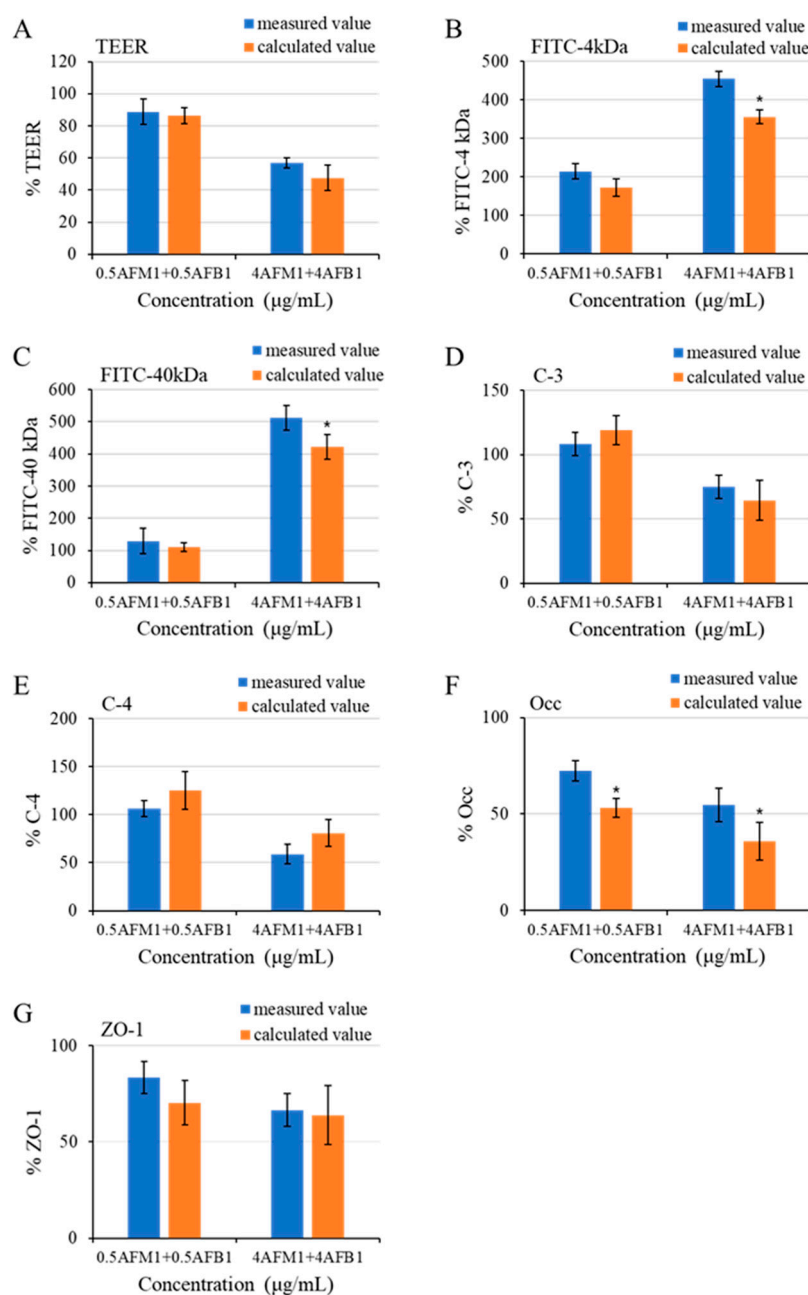 A
TEER
measured value
calculated value
% TEER
120
100
80
60
40
20
0
0.5AFM1+0.5AFB1
4AFM1+4AFB1
Concentration (μg/mL)
B
FITC-4kDa
measured value
calculated value
% FITC-4 kDa
500
400
300
200
100
0
*
0.5AFM1+0.5AFB1
4AFM1+4AFB1
Concentration (μg/mL)
C
FITC-40kDa
measured value
calculated value
% FITC-40 kDa
600
500
400
300
200
100
0
*
0.5AFM1+0.5AFB1
4AFM1+4AFB1
Concentration (μg/mL)
D
C-3
measured value
calculated value
% C-3
150
100
50
0
0.5AFM1+0.5AFB1
4AFM1+4AFB1
Concentration (μg/mL)
E
C-4
measured value
calculated value
% C-4
200
150
100
50
0
0.5AFM1+0.5AFB1
4AFM1+4AFB1
Concentration (μg/mL)
F
Occ
measured value
calculated value
% Occ
100
50
0
*
*
0.5AFM1+0.5AFB1
4AFM1+4AFB1
Concentration (μg/mL)
G
ZO-1
measured value
calculated value
% ZO-1
100
50
0
0.5AFM1+0.5AFB1
4AFM1+4AFB1
Concentration (μg/mL)